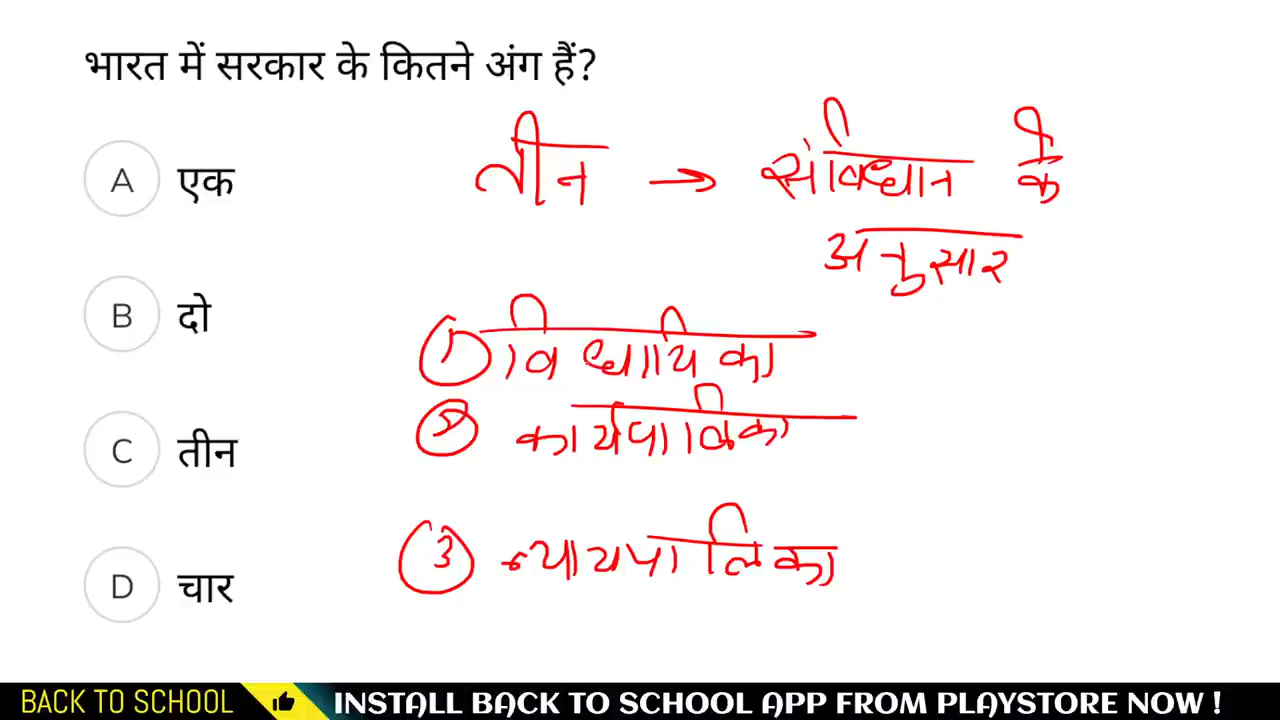 भारत में सरकार के कितने अंग हैं?
तीन → संविधान के
अनुसार
A एक
B दो
C तीन
D चार
1 विधायिका
2 कार्यपालिका
3 न्यायपालिका
BACK TO SCHOOL INSTALL BACK TO SCHOOL APP FROM PLAYSTORE NOW !